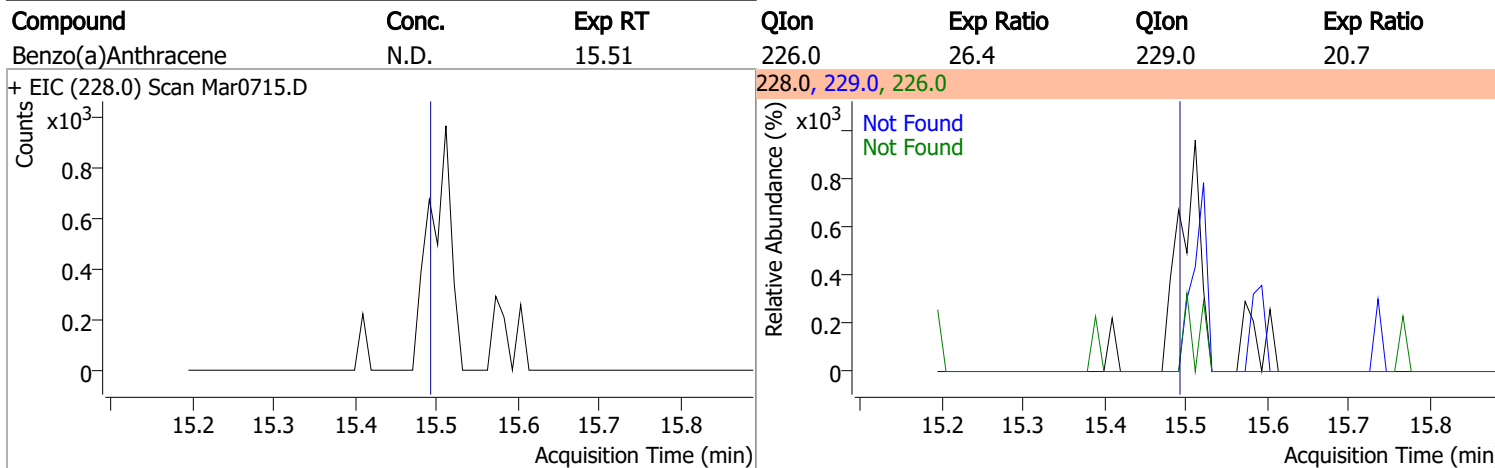 Compound Conc. Exp RT QIon Exp Ratio QIon Exp Ratio
Benzo(a)Anthracene N.D. 15.51 226.0 26.4 229.0 20.7
+ EIC (228.0) Scan Mar0715.D
Counts
x10³
0.8
0.6
0.4
0.2
0
15.2 15.3 15.4 15.5 15.6 15.7 15.8
Acquisition Time (min)
228.0, 229.0, 226.0
Relative Abundance (%)
x10³
Not Found
Not Found
0.8
0.6
0.4
0.2
0
15.2 15.3 15.4 15.5 15.6 15.7 15.8
Acquisition Time (min